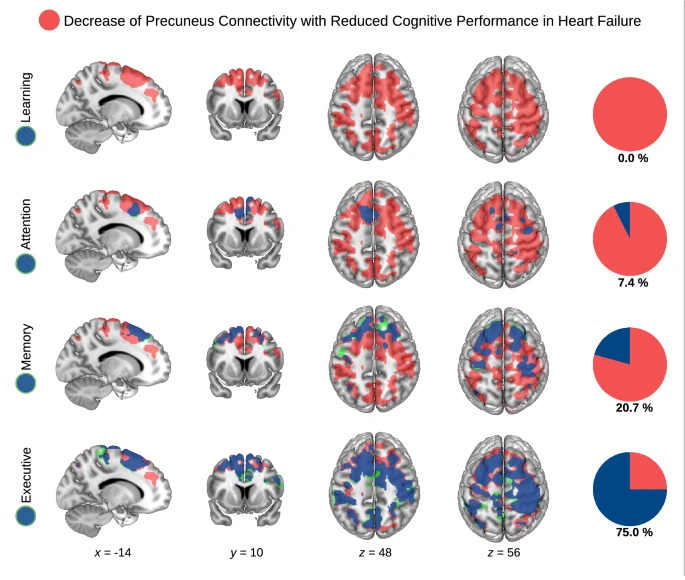 Decrease of Precuneus Connectivity with Reduced Cognitive Performance in Heart Failure
Learning
0.0 %
Attention
7.4 %
Memory
20.7 %
Executive
75.0 %
x = -14
y = 10
z = 48
z = 56